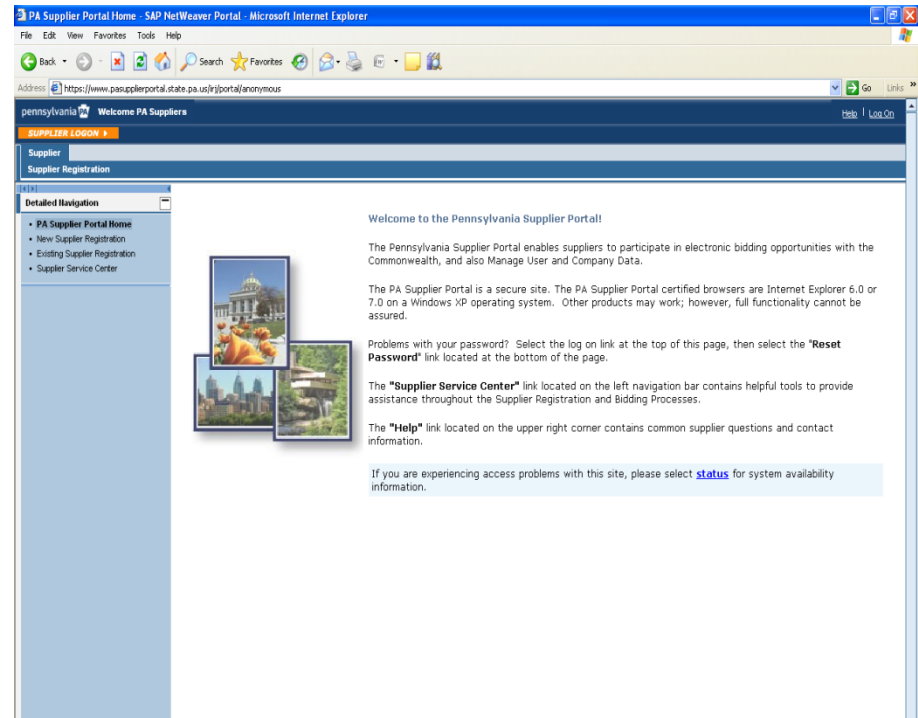 PA Supplier Portal Home - SAP NetWeaver Portal - Microsoft Internet Explorer
File Edit View Favorites Tools Help
Back Search Favorites
Address https://www.pasupplierportal.state.pa.us/irj/portal/anonymous Go Links »
pennsylvania PA Welcome PA Suppliers Help | Log On
SUPPLIER LOGON
Supplier
Supplier Registration
Detailed Navigation
• PA Supplier Portal Home
• New Supplier Registration
• Existing Supplier Registration
• Supplier Service Center
Welcome to the Pennsylvania Supplier Portal!
The Pennsylvania Supplier Portal enables suppliers to participate in electronic bidding opportunities with the
Commonwealth, and also Manage User and Company Data.
The PA Supplier Portal is a secure site. The PA Supplier Portal certified browsers are Internet Explorer 6.0 or
7.0 on a Windows XP operating system. Other products may work; however, full functionality cannot be
assured.
Problems with your password? Select the log on link at the top of this page, then select the "Reset
Password" link located at the bottom of the page.
The "Supplier Service Center" link located on the left navigation bar contains helpful tools to provide
assistance throughout the Supplier Registration and Bidding Processes.
The "Help" link located on the upper right corner contains common supplier questions and contact
information.
If you are experiencing access problems with this site, please select status for system availability
information.